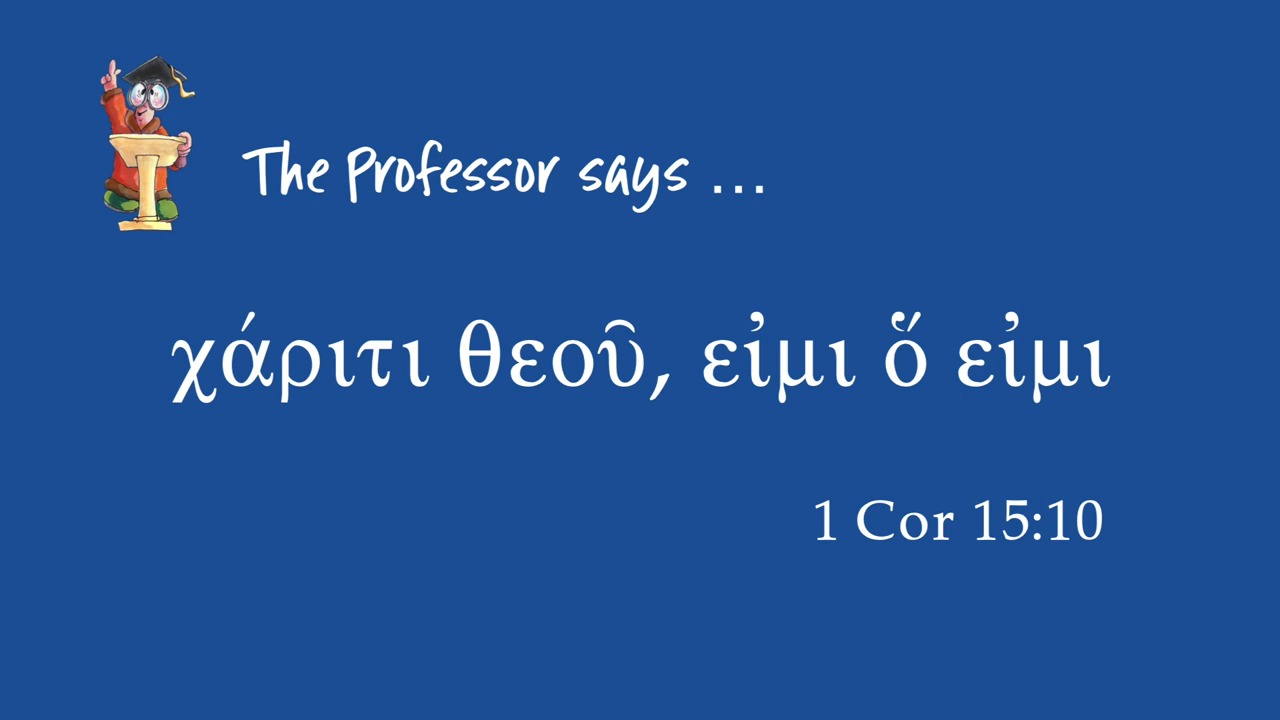 The Professor says ...
χάριτι θεοῦ, εἰμι ὅ εἰμι
1 Cor 15:10